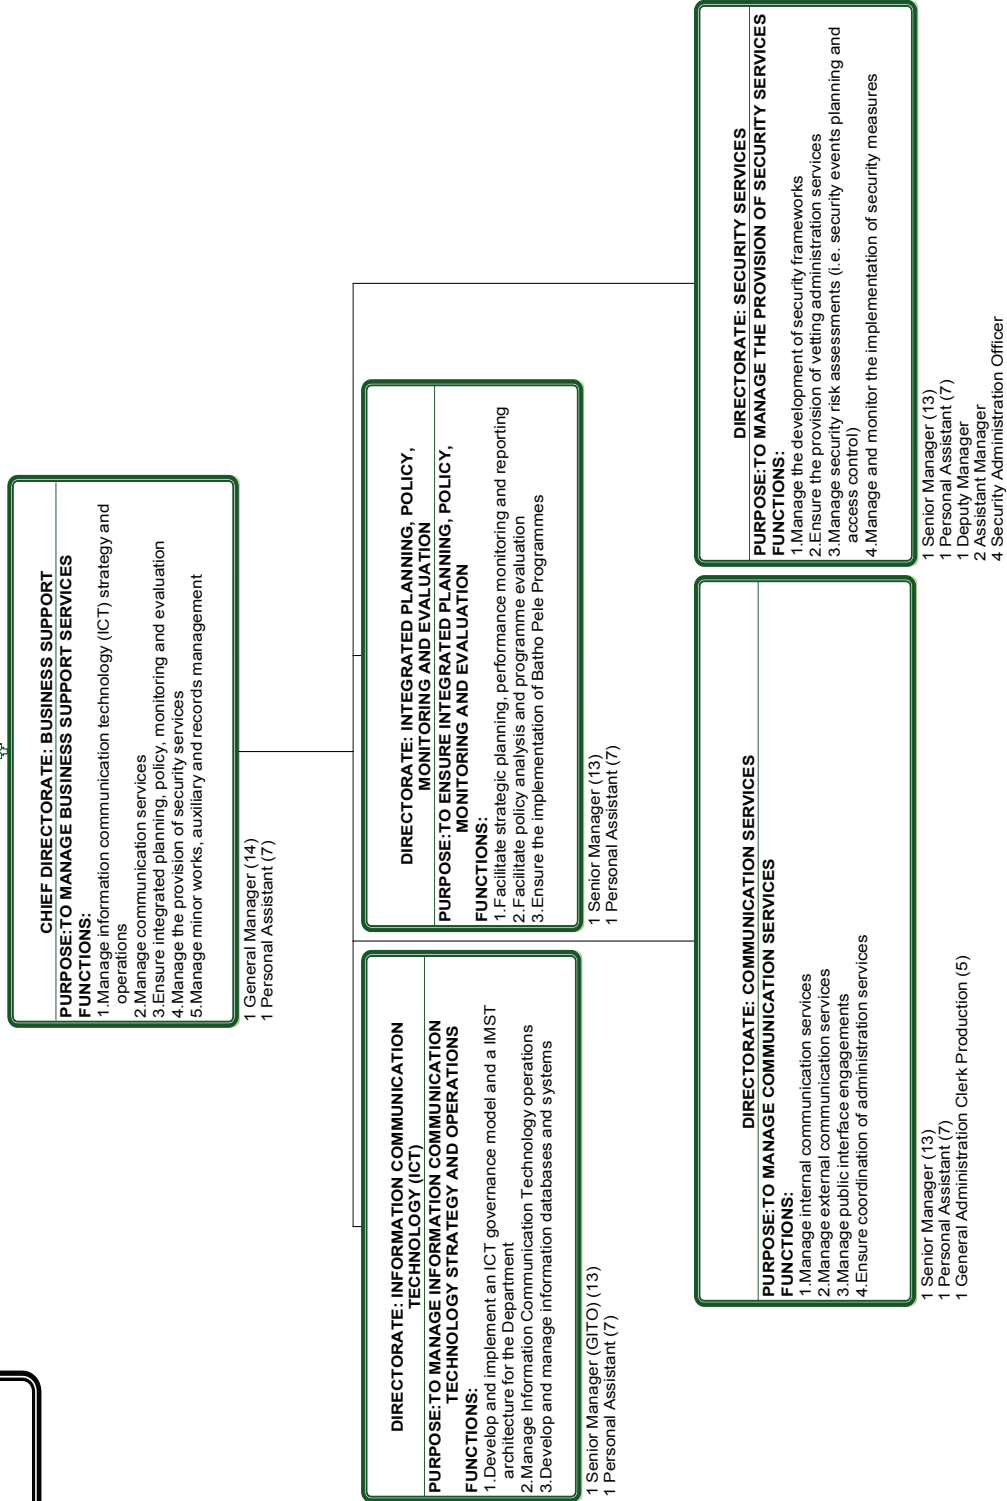 CHIEF DIRECTORATE: BUSINESS SUPPORT
PURPOSE:TO MANAGE BUSINESS SUPPORT SERVICES
FUNCTIONS:
1.Manage information communication technology (ICT) strategy and
operations
2.Manage communication services
3.Ensure integrated planning, policy, monitoring and evaluation
4.Manage the provision of security services
5.Manage minor works, auxiliary and records management
1 General Manager (14)
1 Personal Assistant (7)
DIRECTORATE: INFORMATION COMMUNICATION
TECHNOLOGY (ICT)
PURPOSE:TO MANAGE INFORMATION COMMUNICATION
TECHNOLOGY STRATEGY AND OPERATIONS
FUNCTIONS:
1.Develop and implement an ICT governance model and a IMST
architecture for the Department
2.Manage Information Communication Technology operations
3.Develop and manage information databases and systems
1 Senior Manager (GITO) (13)
1 Personal Assistant (7)
DIRECTORATE: INTEGRATED PLANNING, POLICY,
MONITORING AND EVALUATION
PURPOSE:TO ENSURE INTEGRATED PLANNING, POLICY,
MONITORING AND EVALUATION
FUNCTIONS:
1.Facilitate strategic planning, performance monitoring and reporting
2.Facilitate policy analysis and programme evaluation
3.Ensure the implementation of Batho Pele Programmes
1 Senior Manager (13)
1 Personal Assistant (7)
DIRECTORATE: COMMUNICATION SERVICES
PURPOSE:TO MANAGE COMMUNICATION SERVICES
FUNCTIONS:
1.Manage internal communication services
2.Manage external communication services
3.Manage public interface engagements
4.Ensure coordination of administration services
1 Senior Manager (13)
1 Personal Assistant (7)
1 General Administration Clerk Production (5)
DIRECTORATE: SECURITY SERVICES
PURPOSE:TO MANAGE THE PROVISION OF SECURITY SERVICES
FUNCTIONS:
1.Manage the development of security frameworks
2.Ensure the provision of vetting administration services
3.Manage security risk assessments (i.e. security events planning and
access control)
4.Manage and monitor the implementation of security measures
1 Senior Manager (13)
1 Personal Assistant (7)
1 Deputy Manager
2 Assistant Manager
4 Security Administration Officer